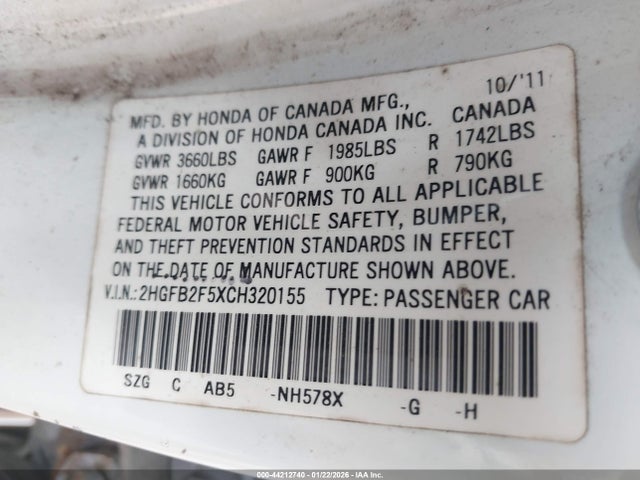 10/'11
MFD. BY HONDA OF CANADA MFG.,
A DIVISION OF HONDA CANADA INC. CANADA
GVWR 3660LBS GAWR F 1985LBS R 1742LBS
GVWR 1660KG GAWR F 900KG R 790KG
THIS VEHICLE CONFORMS TO ALL APPLICABLE
FEDERAL MOTOR VEHICLE SAFETY, BUMPER,
AND THEFT PREVENTION STANDARDS IN EFFECT
ON THE DATE OF MANUFACTURE SHOWN ABOVE.
V.I.N.:2HGFB2F5XCH320155 TYPE: PASSENGER CAR
SZG C AB5 -NH578X -G -H
000-44212740 - 01/22/2026 - IAAI, Inc.